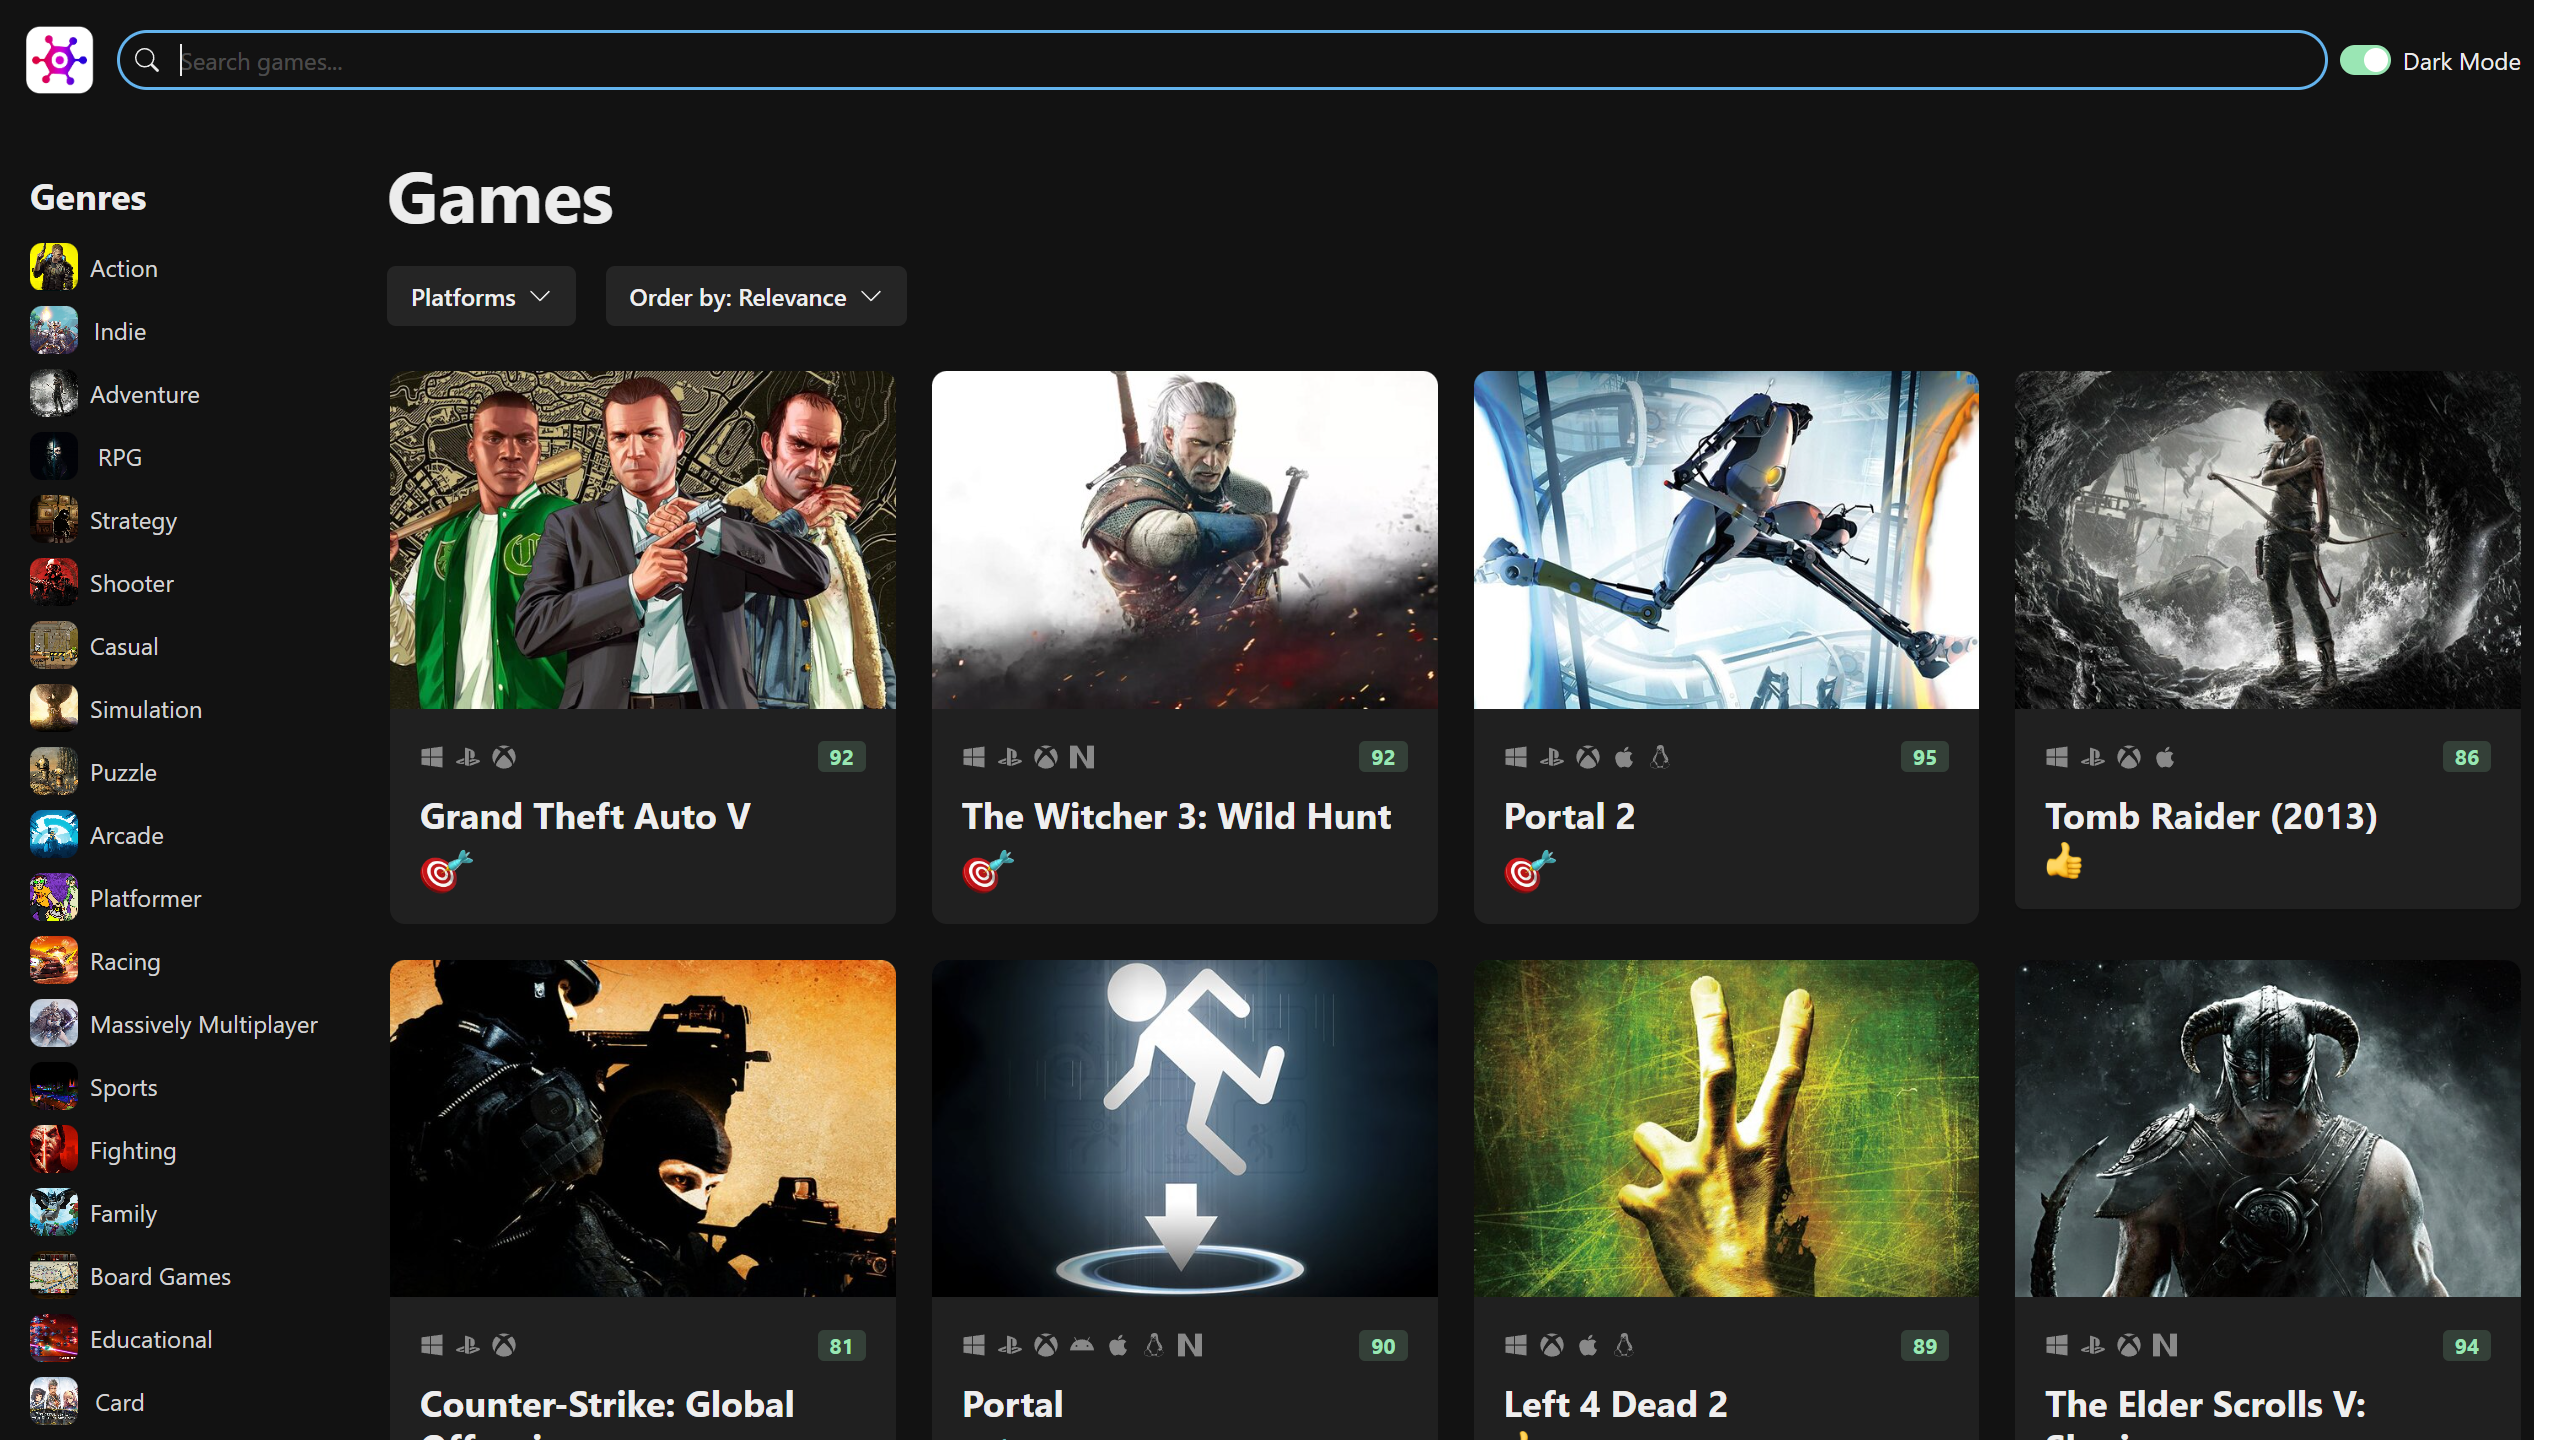 Search games...
Dark Mode
Genres
Action
Indie
Adventure
RPG
Strategy
Shooter
Casual
Simulation
Puzzle
Arcade
Platformer
Racing
Massively Multiplayer
Sports
Fighting
Family
Board Games
Educational
Card
Games
Platforms
Order by: Relevance
92
Grand Theft Auto V
92
The Witcher 3: Wild Hunt
95
Portal 2
86
Tomb Raider (2013)
81
Counter-Strike: Global
90
Portal
89
Left 4 Dead 2
94
The Elder Scrolls V: